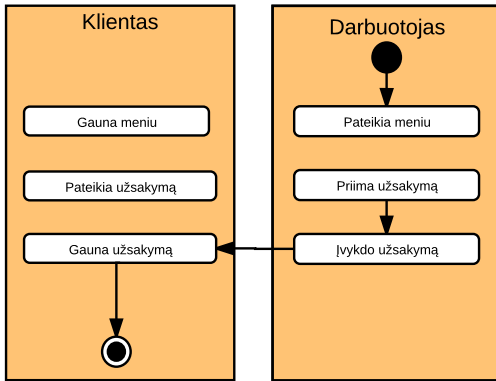 Klientas
Gauna meniu
Pateikia užsakymą
Gauna užsakymą
Darbuotojas
Pateikia meniu
Priima užsakymą
Įvykdo užsakymą